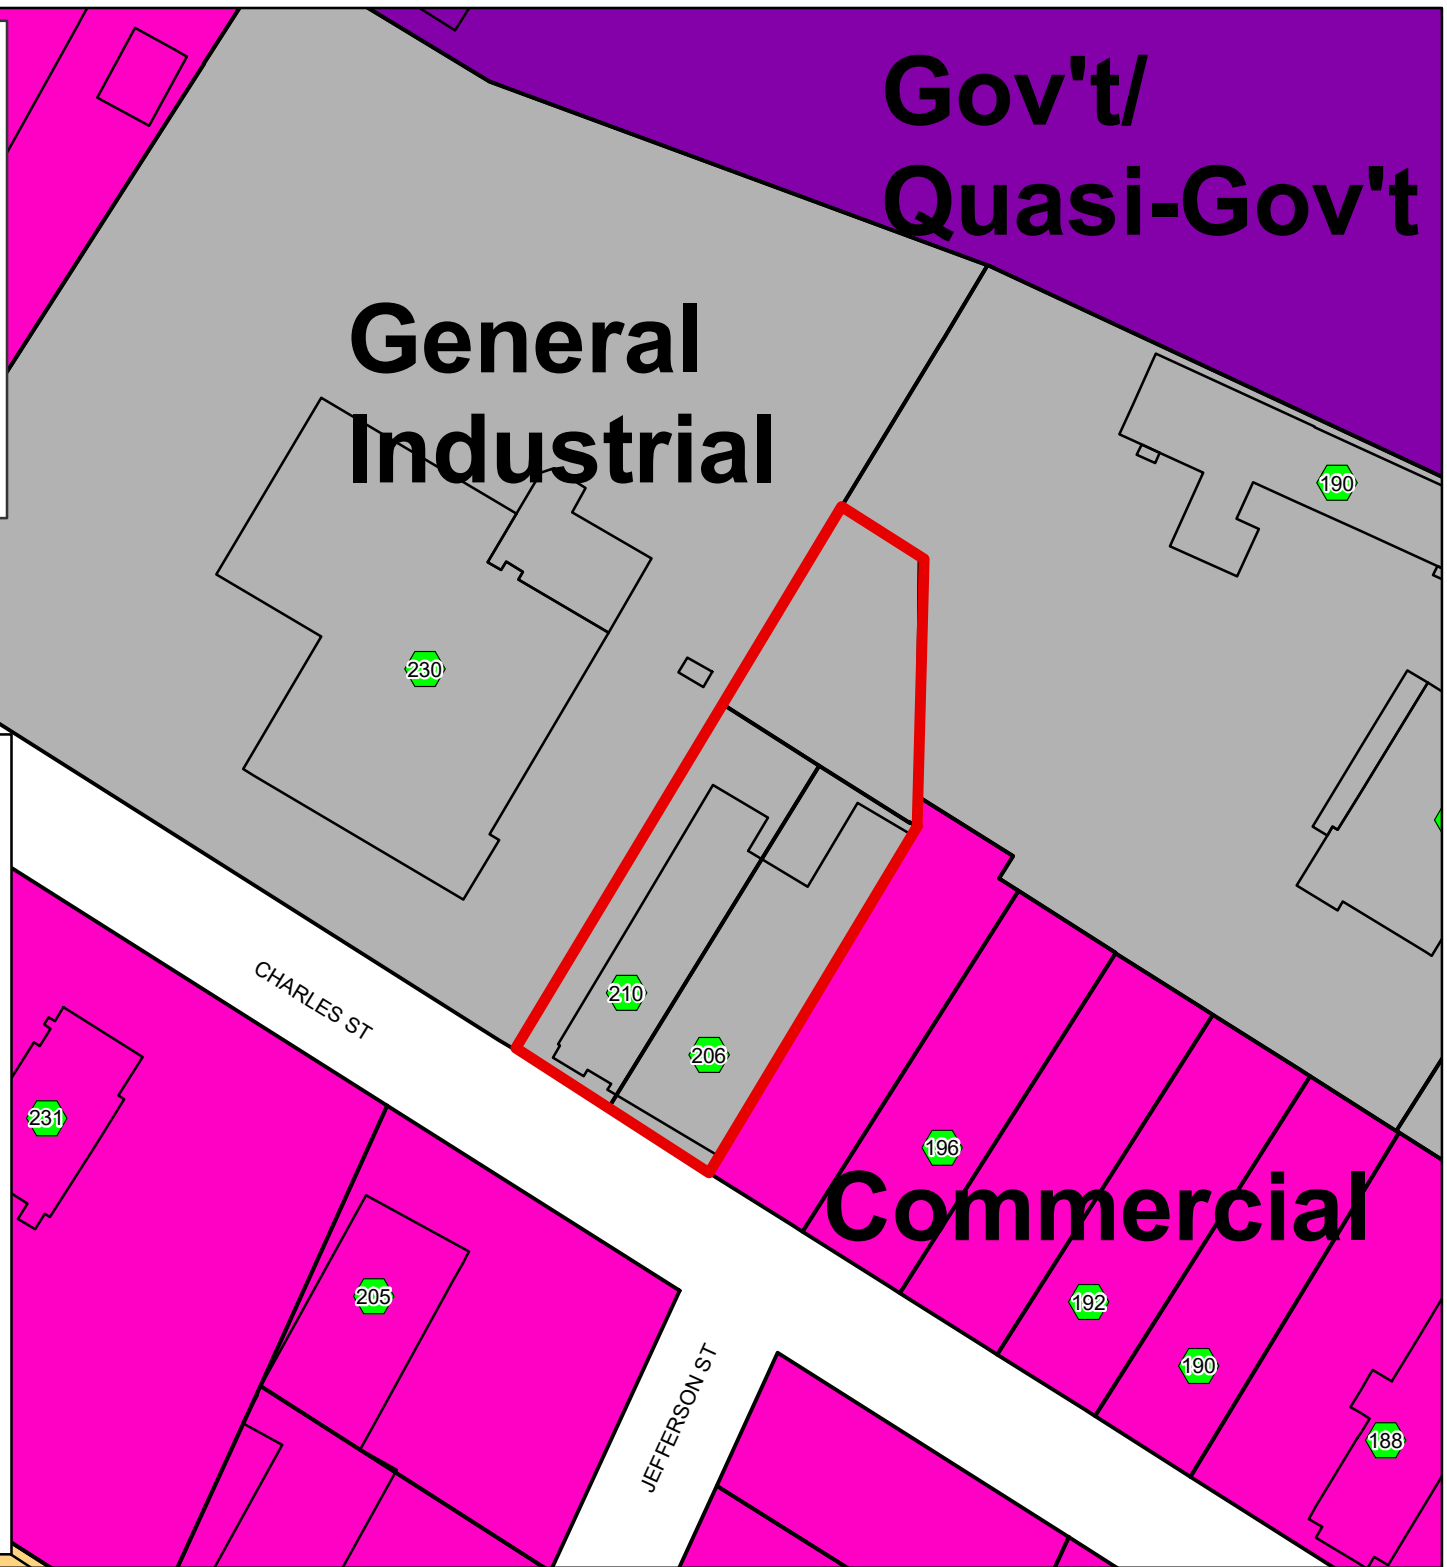 Gov't/
Quasi-Gov't
General
Industrial
190
230
210
206
CHARLES ST
231
196
Commercial
205
192
190
JEFFERSON ST
188